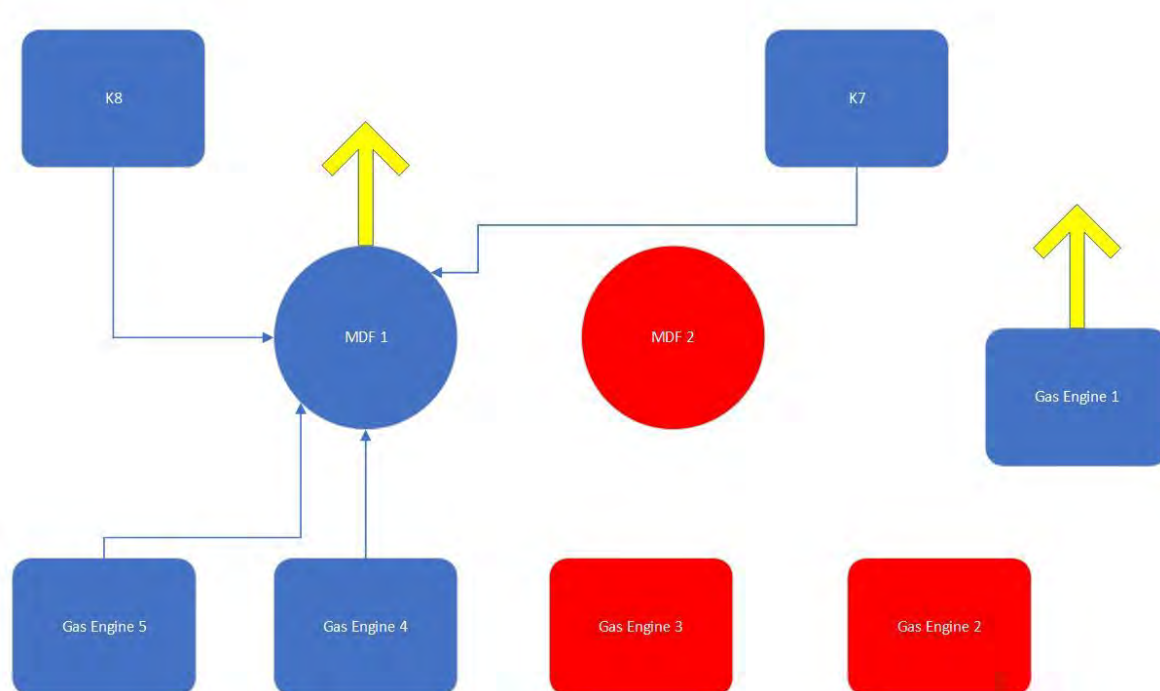 K8
K7
MDF 1
MDF 2
Gas Engine 1
Gas Engine 5
Gas Engine 4
Gas Engine 3
Gas Engine 2